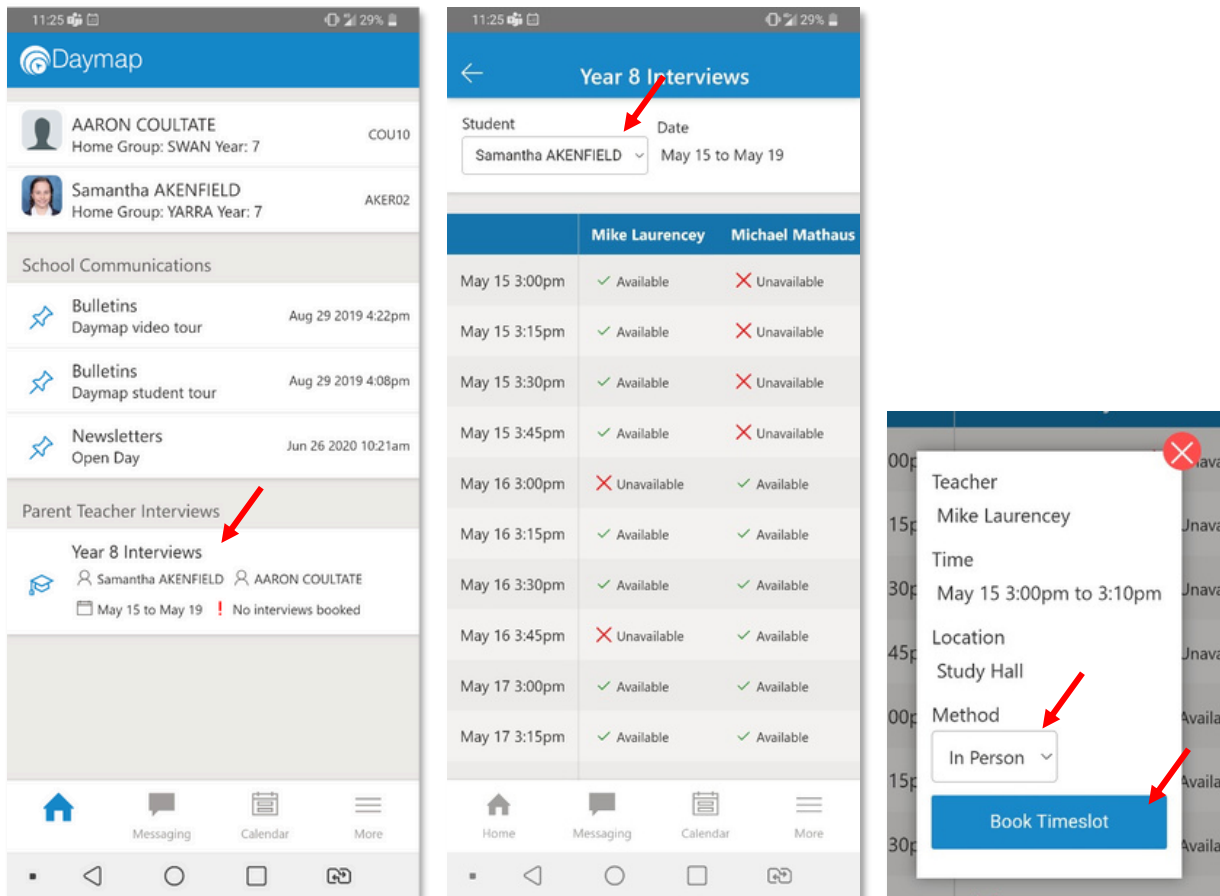 11:25
29%
Daymap
AARON COULTATE
Home Group: SWAN Year: 7
COU10
Samantha AKENFIELD
Home Group: YARRA Year: 7
AKER02
School Communications
Bulletins
Daymap video tour
Aug 29 2019 4:22pm
Bulletins
Daymap student tour
Aug 29 2019 4:08pm
Newsletters
Open Day
Jun 26 2020 10:21am
Parent Teacher Interviews
Year 8 Interviews
Samantha AKENFIELD AARON COULTATE
May 15 to May 19 ! No interviews booked
Messaging Calendar More
11:25
29%
Year 8 Interviews
Student Date
Samantha AKENFIELD May 15 to May 19
Mike Laurencey Michael Mathaus
May 15 3:00pm Available Unavailable
May 15 3:15pm Available Unavailable
May 15 3:30pm Available Unavailable
May 15 3:45pm Available Unavailable
May 16 3:00pm Unavailable Available
May 16 3:15pm Available Available
May 16 3:30pm Available Available
May 16 3:45pm Unavailable Available
May 17 3:00pm Available Available
May 17 3:15pm Available Available
Home Messaging Calendar More
Teacher
Mike Laurencey
Time
May 15 3:00pm to 3:10pm
Location
Study Hall
Method
In Person
Book Timeslot